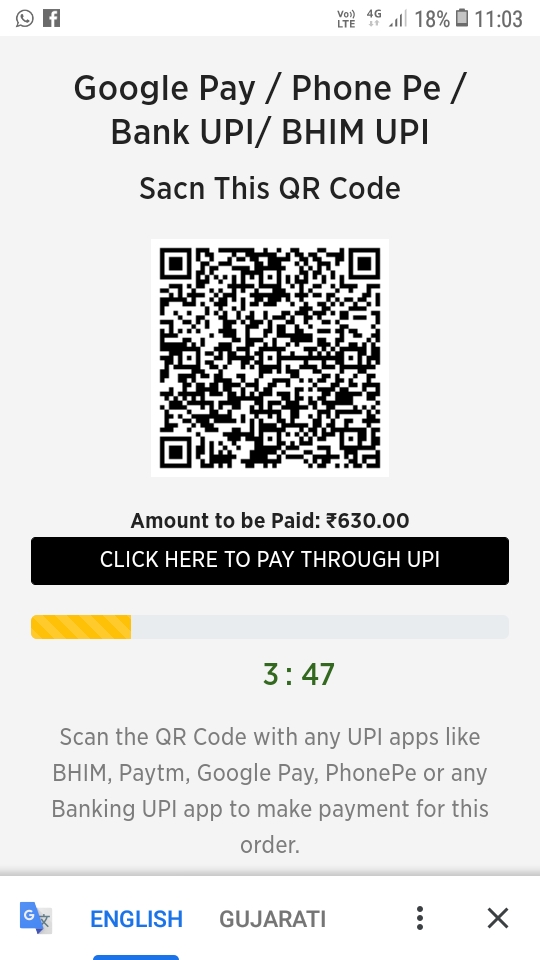 Vo)) 4G 18% 11:03
LTE
Google Pay / Phone Pe /
Bank UPI/ BHIM UPI
Sacn This QR Code
Amount to be Paid: ₹630.00
CLICK HERE TO PAY THROUGH UPI
3 : 47
Scan the QR Code with any UPI apps like
BHIM, Paytm, Google Pay, PhonePe or any
Banking UPI app to make payment for this
order.
G 文 ENGLISH GUJARATI